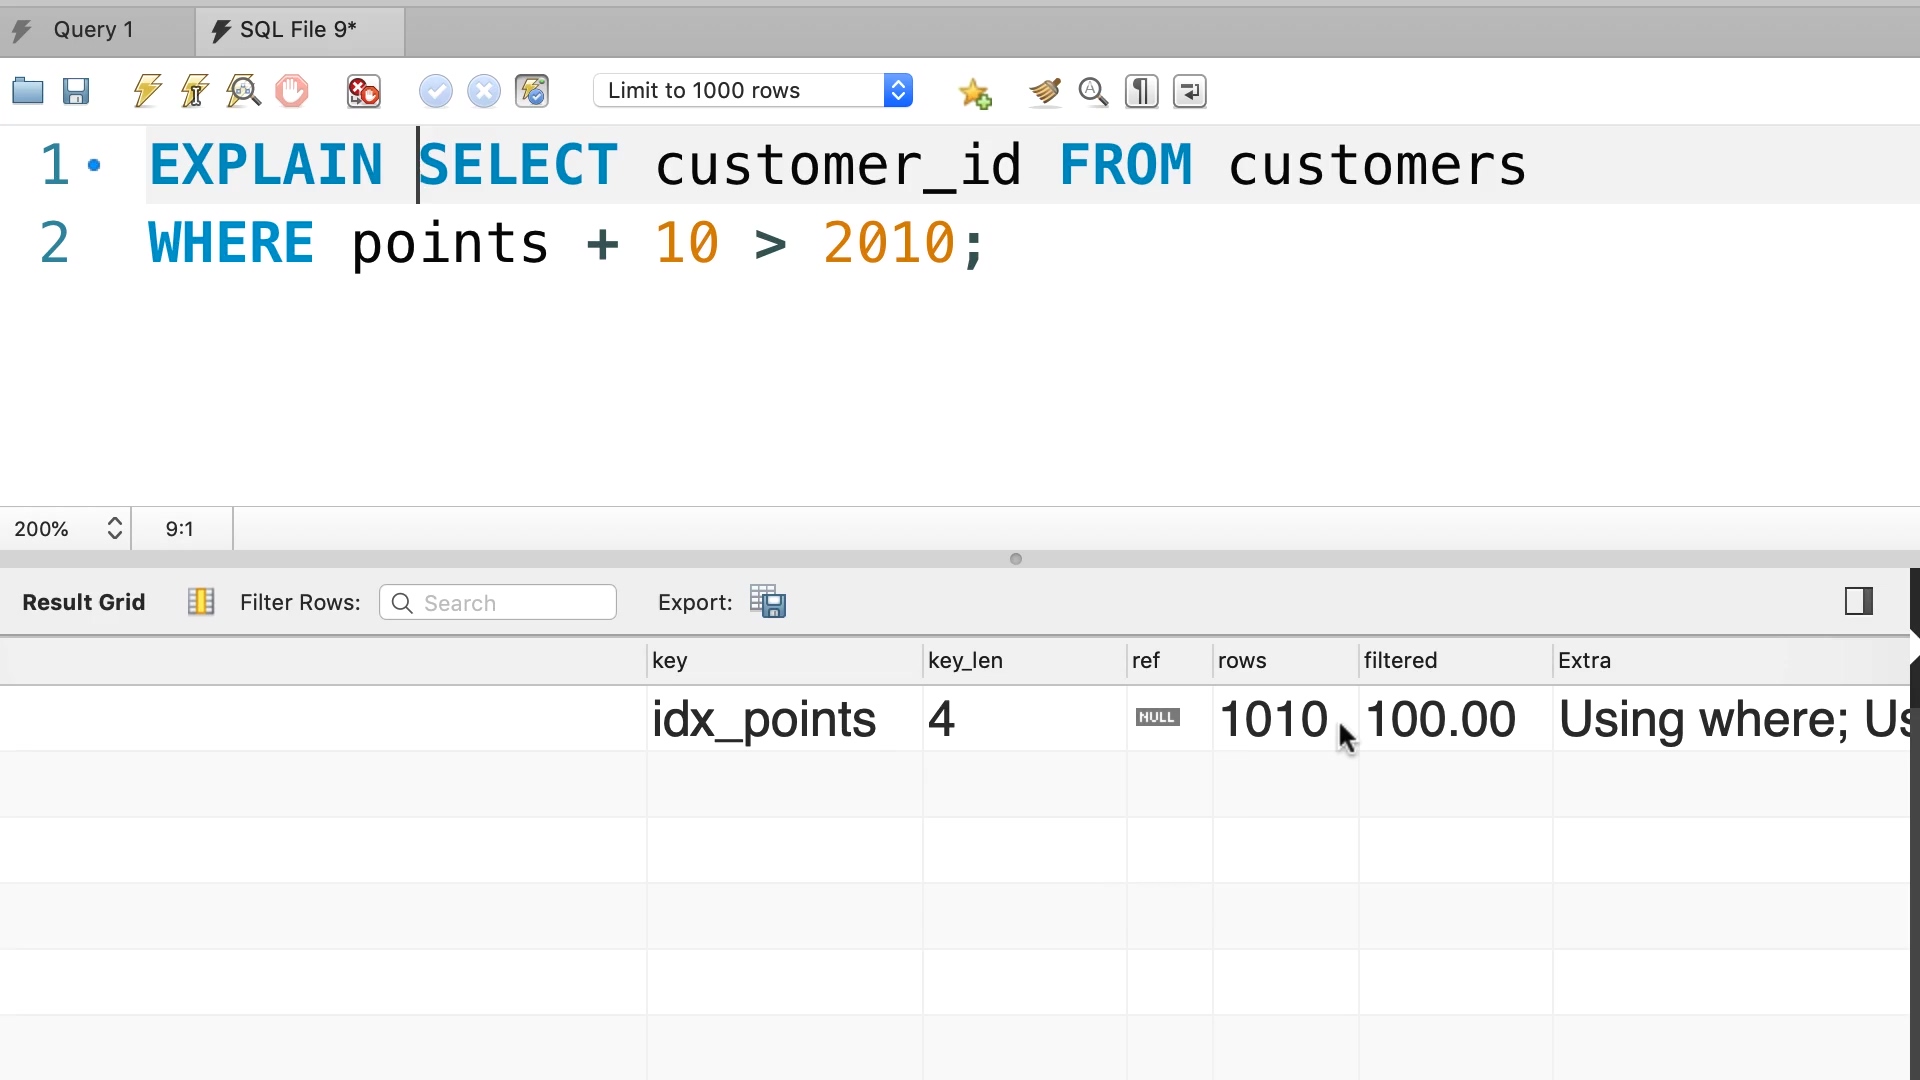 Query 1
SQL File 9*
Limit to 1000 rows
1 EXPLAIN SELECT customer_id FROM customers
2 WHERE points + 10 > 2010;
200% 9:1
Result Grid Filter Rows: Search Export:
key key_len ref rows filtered Extra
idx_points 4 NULL 1010 100.00 Using where; Us